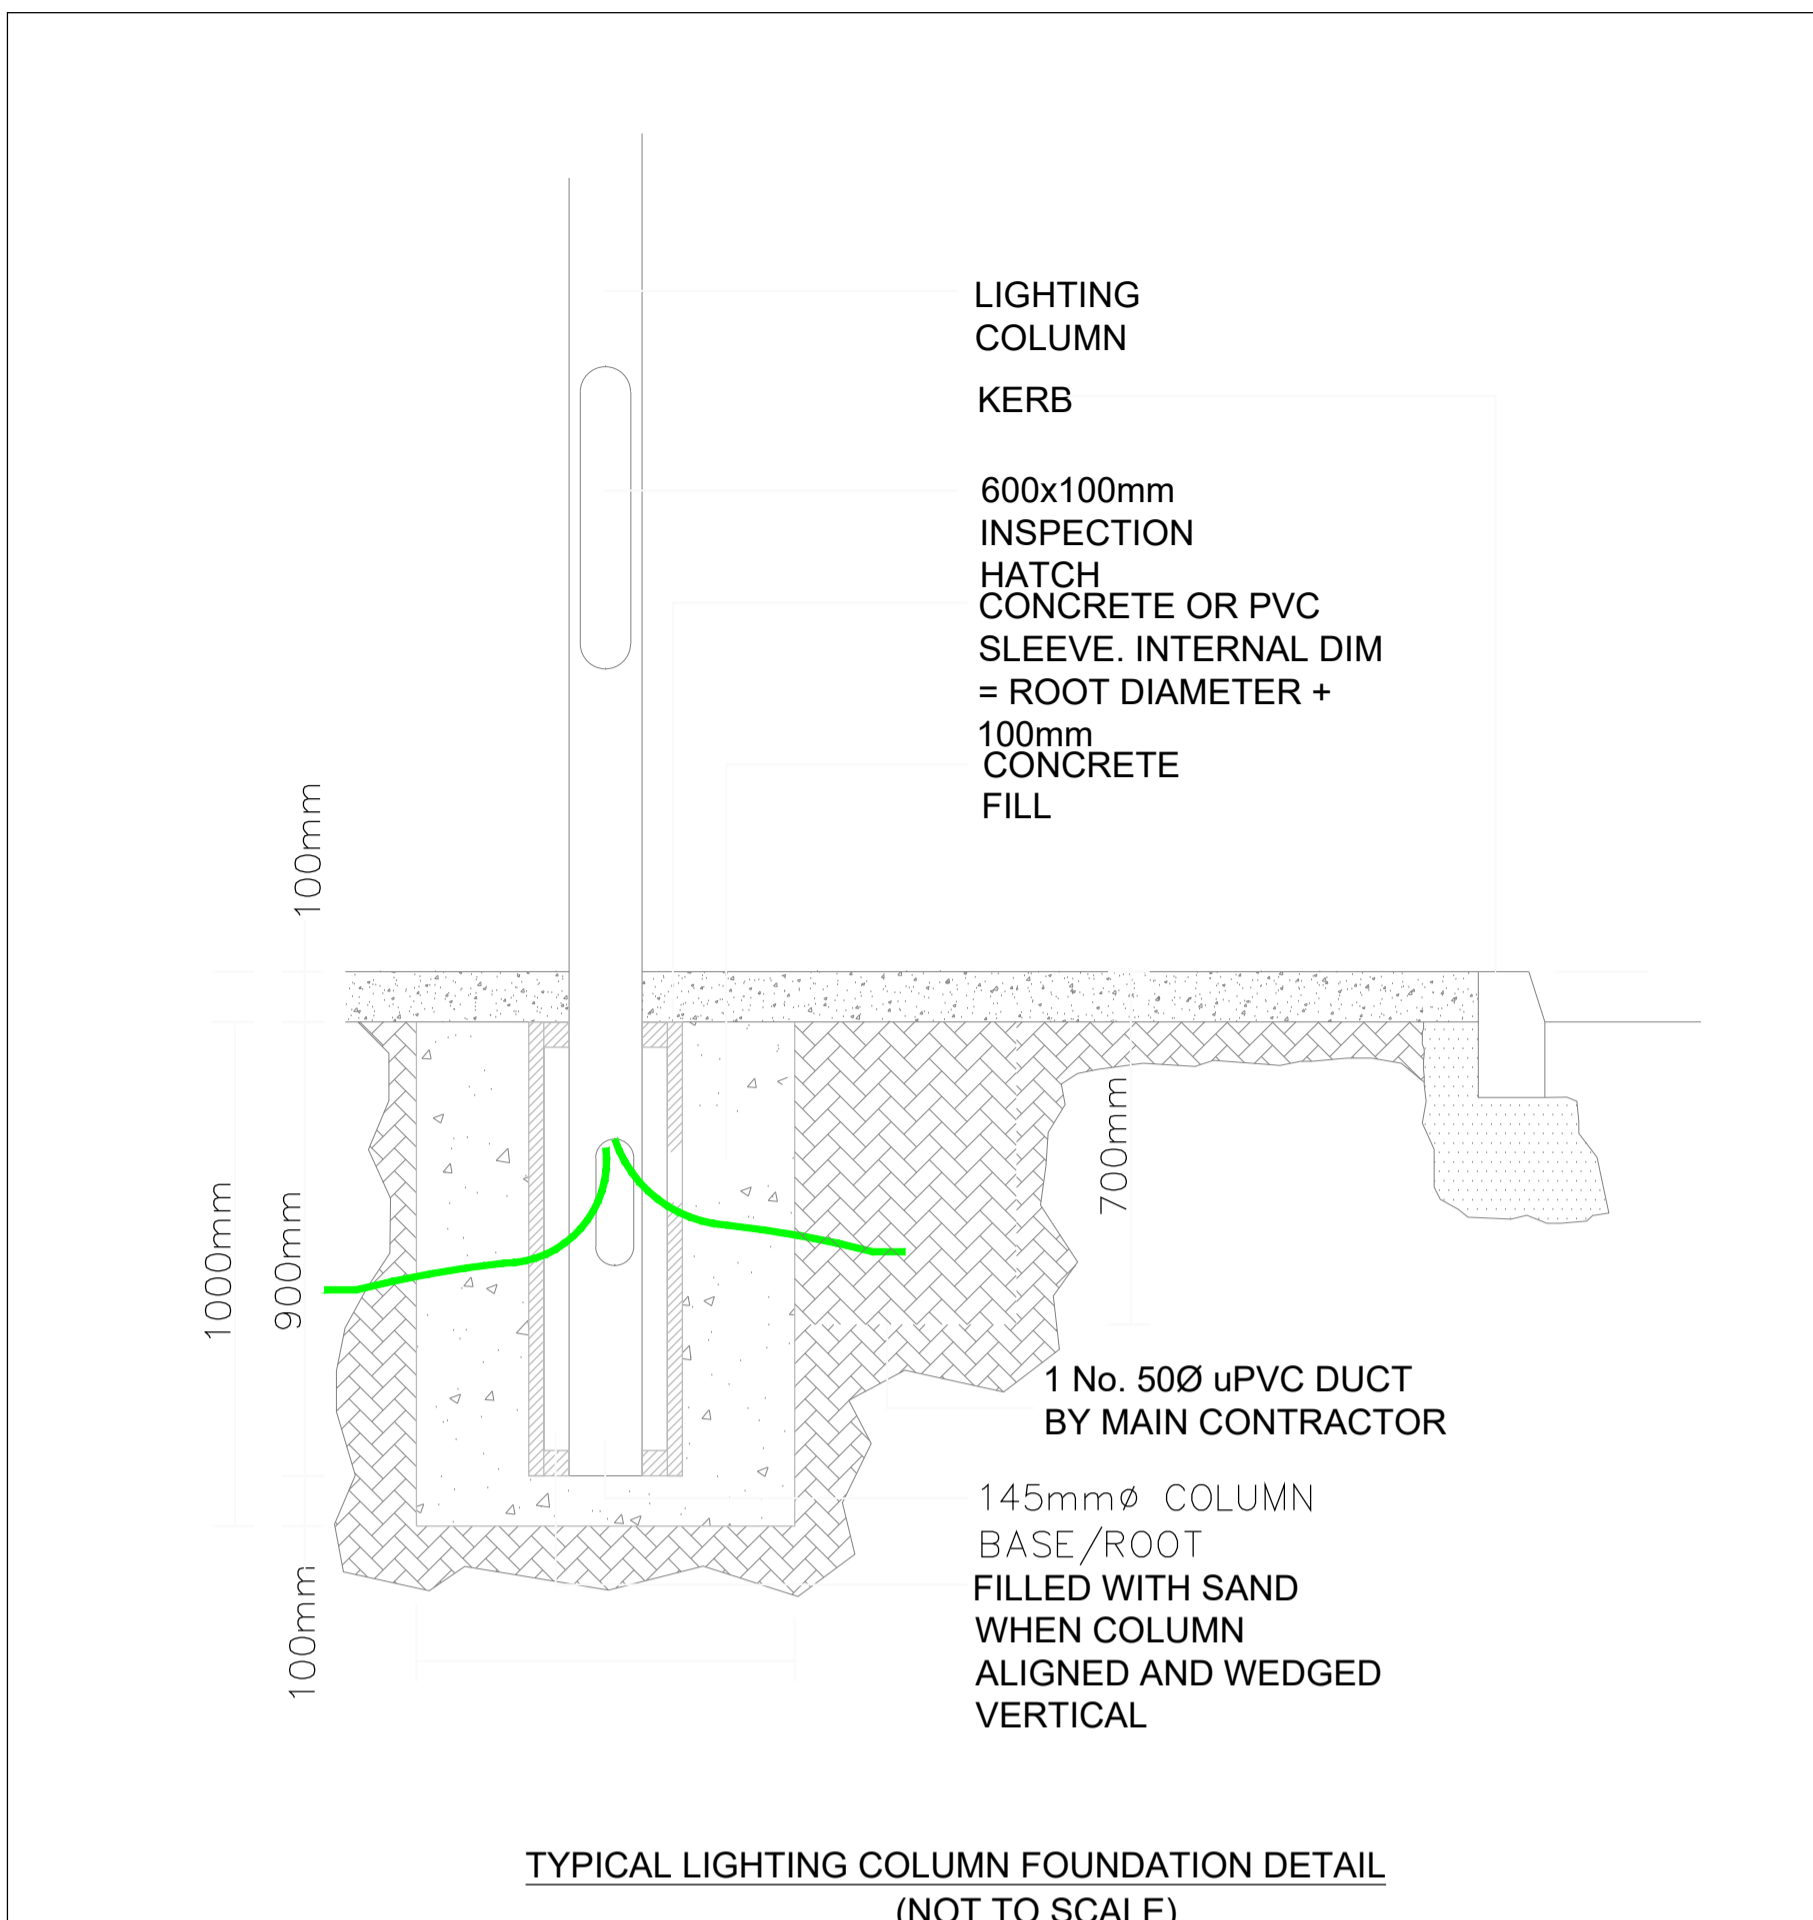 LIGHTING
COLUMN
KERB
600x100mm
INSPECTION
HATCH
CONCRETE OR PVC
SLEEVE. INTERNAL DIM
= ROOT DIAMETER +
100mm
CONCRETE
FILL
100mm
1000mm
900mm
700mm
100mm
1 No. 50Ø uPVC DUCT
BY MAIN CONTRACTOR
145mmø COLUMN
BASE/ROOT
FILLED WITH SAND
WHEN COLUMN
ALIGNED AND WEDGED
VERTICAL
TYPICAL LIGHTING COLUMN FOUNDATION DETAIL
(NOT TO SCALE)